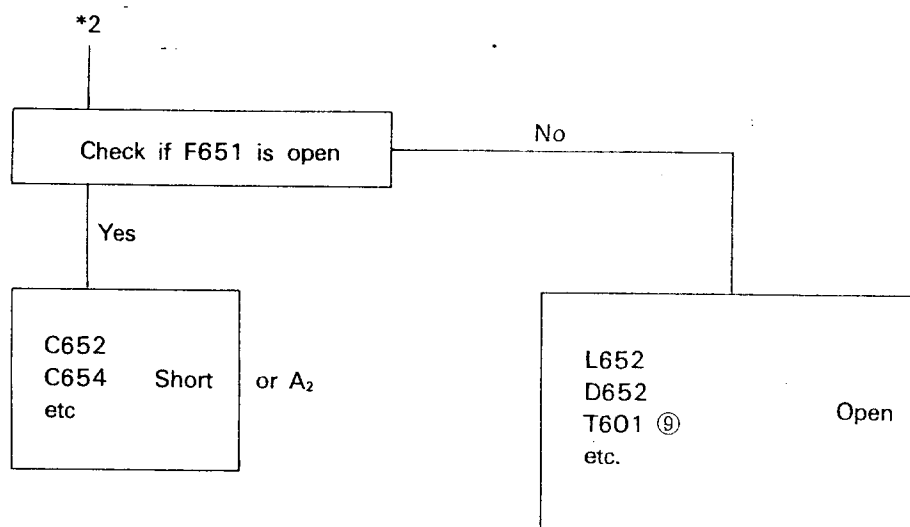 *2
Check if F651 is open
No
Yes
C652
C654 Short or A₂
etc
L652
D652
T601 ⑨ Open
etc.